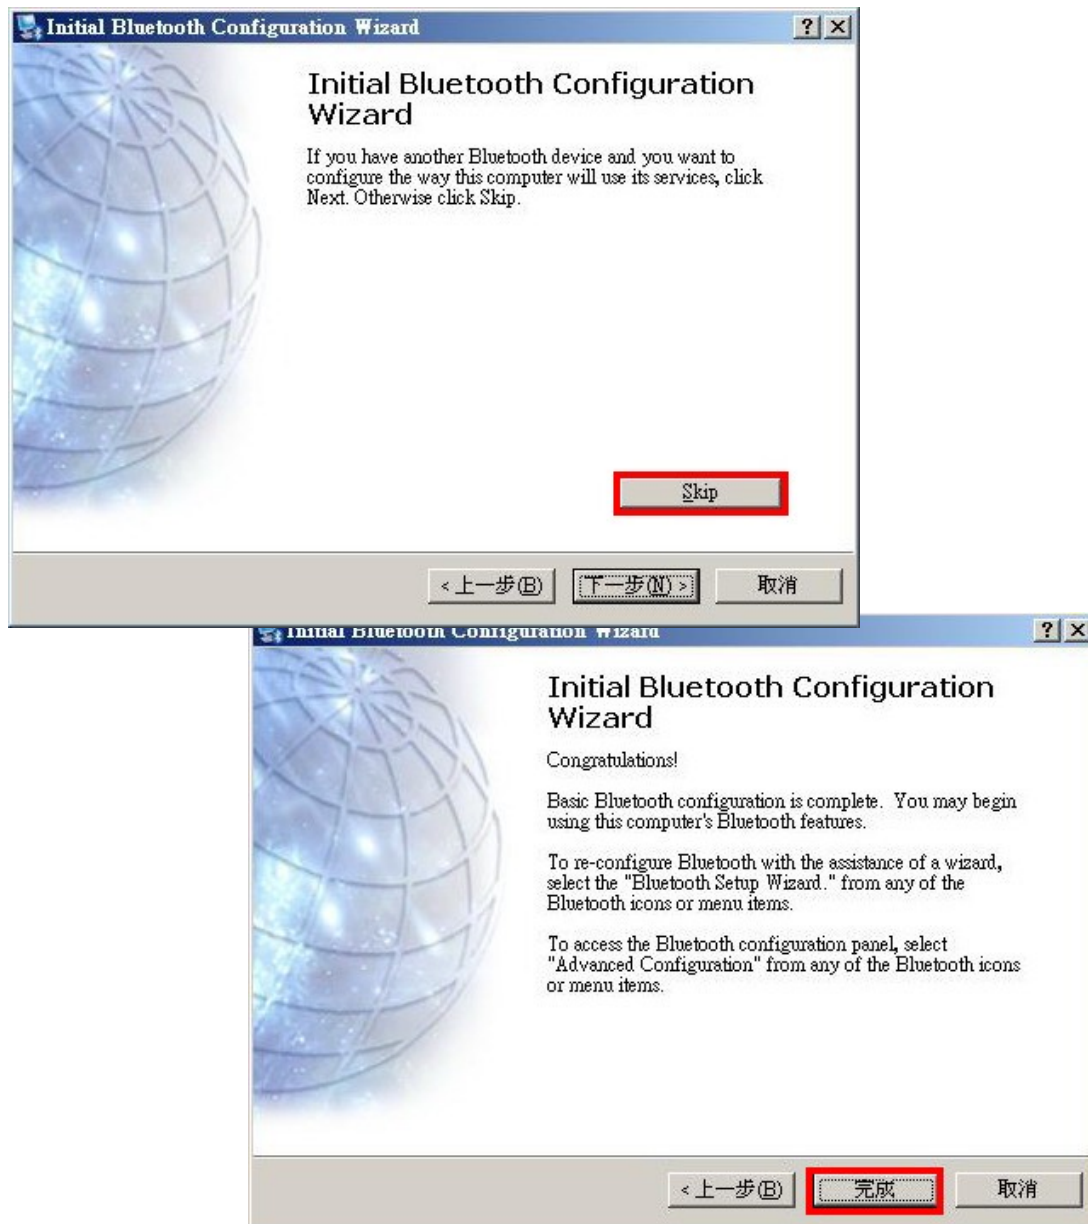 Initial Bluetooth Configuration Wizard
Initial Bluetooth Configuration
Wizard
If you have another Bluetooth device and you want to
configure the way this computer will use its services, click
Next. Otherwise click Skip.
Skip
<上一步(B)
下一步(N)>
取消
Initial Bluetooth Configuration Wizard
Initial Bluetooth Configuration
Wizard
Congratulations!
Basic Bluetooth configuration is complete. You may begin
using this computer's Bluetooth features.
To re-configure Bluetooth with the assistance of a wizard,
select the "Bluetooth Setup Wizard." from any of the
Bluetooth icons or menu items.
To access the Bluetooth configuration panel, select
"Advanced Configuration" from any of the Bluetooth icons
or menu items.
<上一步(B)
完成
取消